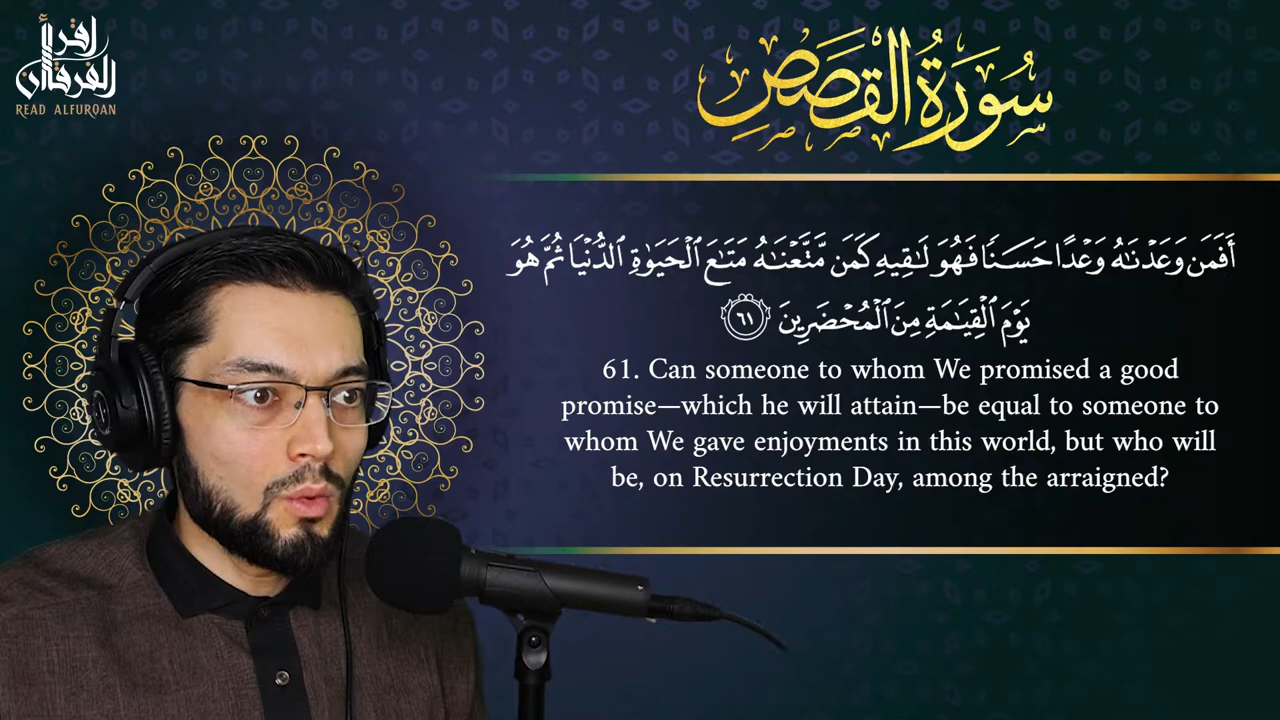 اقرأ
الفرقان
READ ALFURQAN
سُورَةُ القَصَصِ
أَفَمَن وَعَدْنَٰهُ وَعْدًا حَسَنًا فَهُوَ لَٰقِيهِ كَمَن مَّتَّعْنَٰهُ مَتَٰعَ ٱلْحَيَوٰةِ ٱلدُّنْيَا ثُمَّ هُوَ
يَوْمَ ٱلْقِيَٰمَةِ مِنَ ٱلْمُحْضَرِينَ ٦١
61. Can someone to whom We promised a good
promise—which he will attain—be equal to someone to
whom We gave enjoyments in this world, but who will
be, on Resurrection Day, among the arraigned?